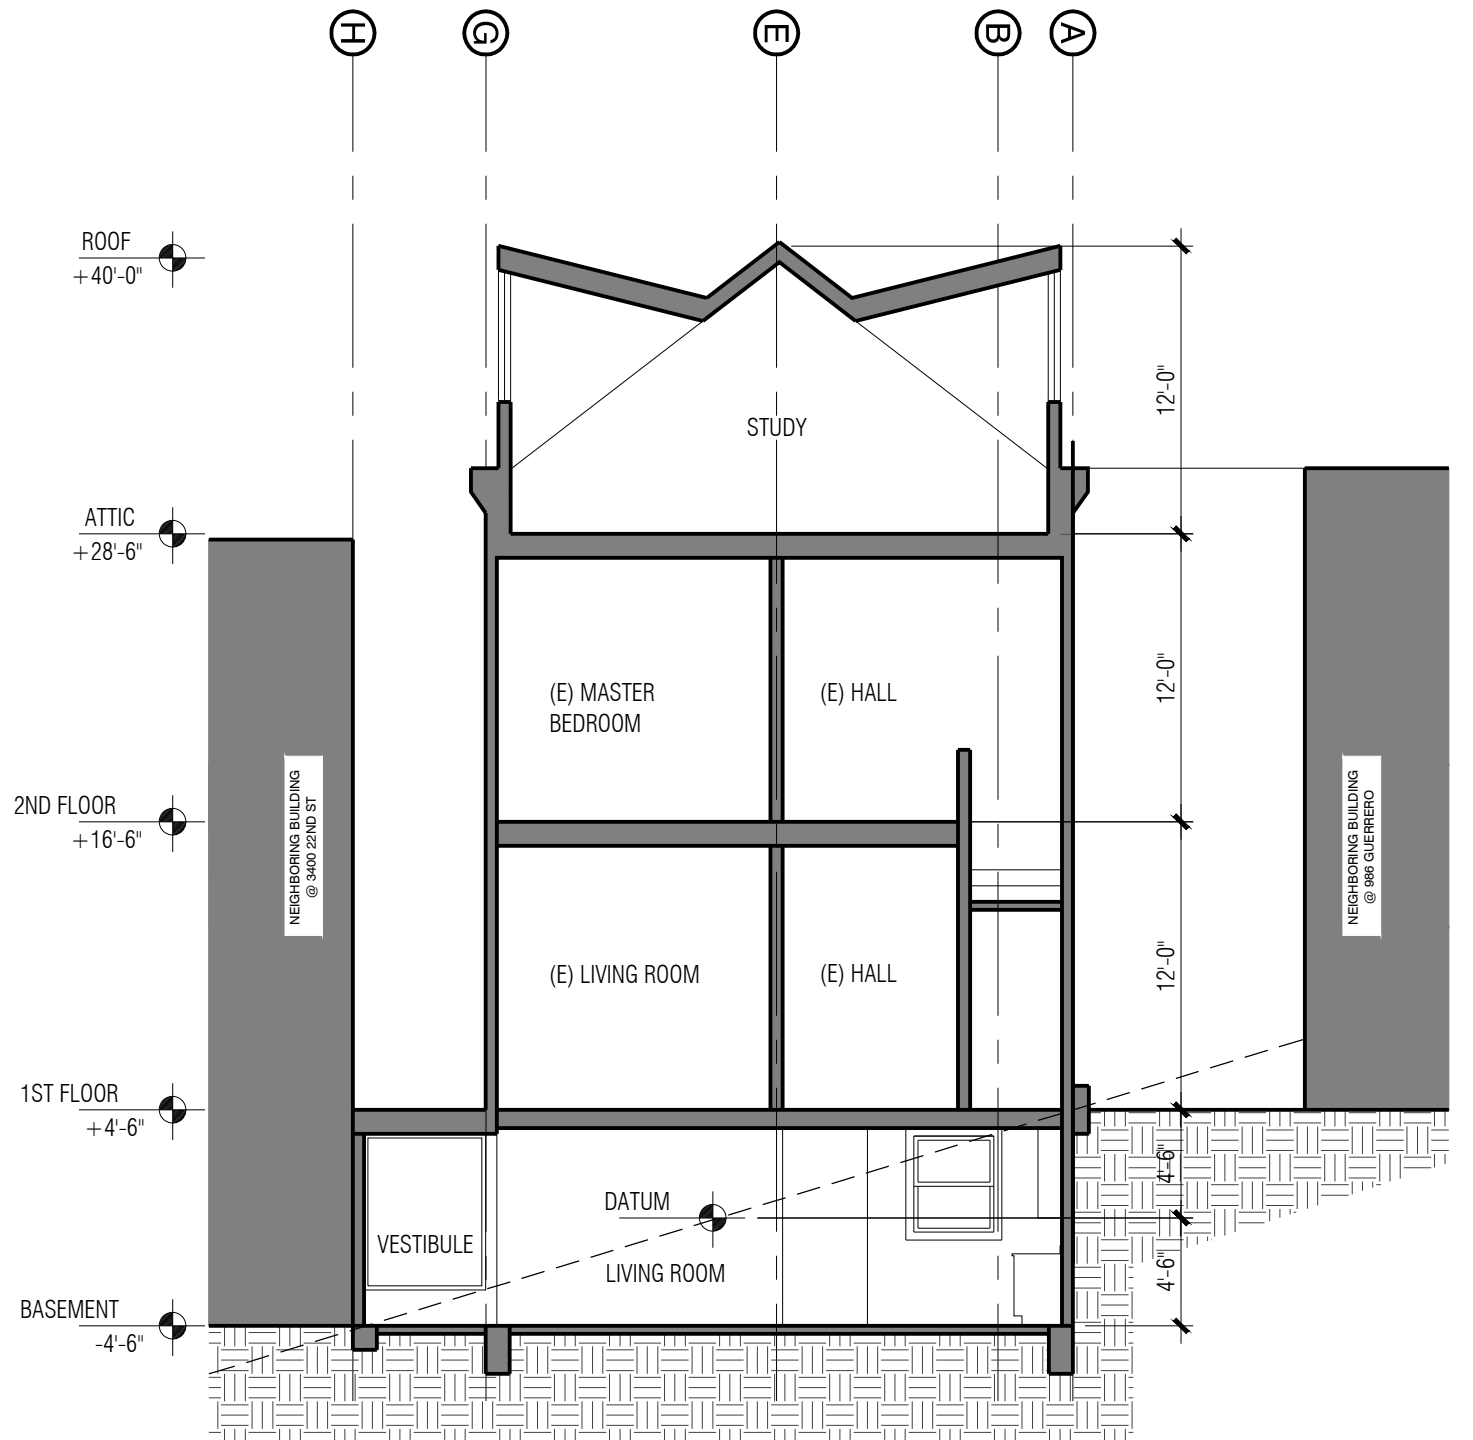 H
G
E
B
A
ROOF
+40'-0"
12'-0"
STUDY
ATTIC
+28'-6"
(E) MASTER
BEDROOM
(E) HALL
12'-0"
2ND FLOOR
+16'-6"
NEIGHBORING BUILDING
@ 3400 22ND ST
NEIGHBORING BUILDING
@ 986 GUERRERO
(E) LIVING ROOM
(E) HALL
12'-0"
1ST FLOOR
+4'-6"
4'-6"
DATUM
VESTIBULE
LIVING ROOM
4'-6"
BASEMENT
-4'-6"